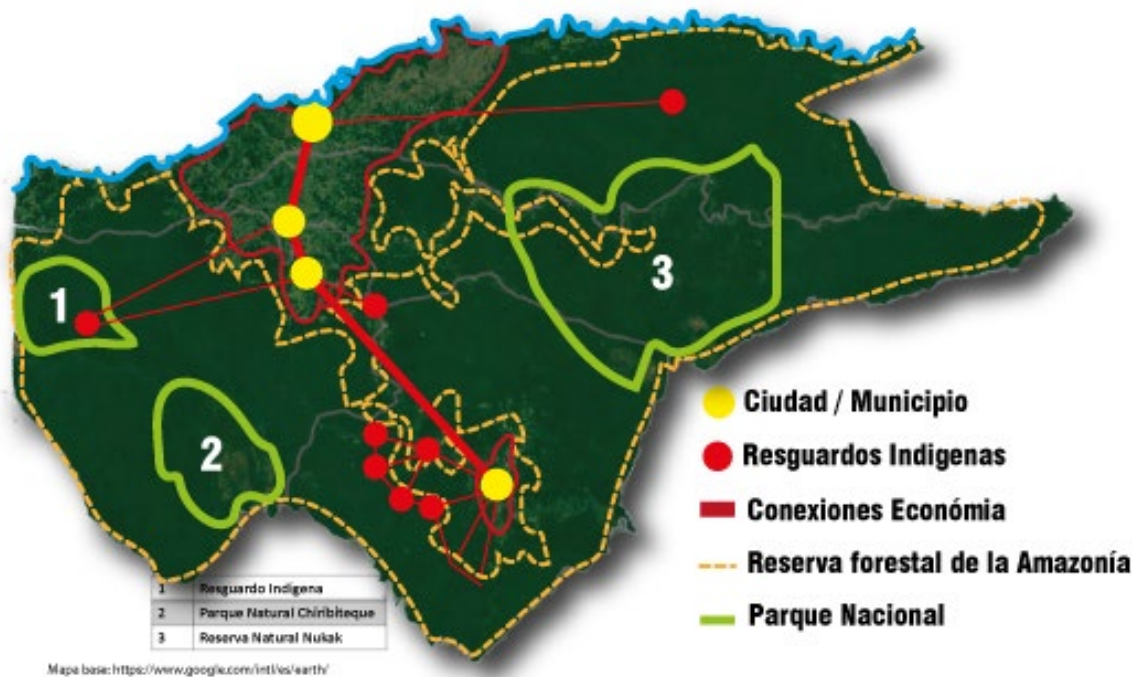 1
2
3
Ciudad / Municipio
Resguardos Indigenas
Conexiones Económia
Reserva forestal de la Amazonía
Parque Nacional
1 Resguardo Indigena
2 Parque Natural Chiribiteque
3 Reserva Natural Nukak
Mapa base: https://www.google.com/intl/es/earth/